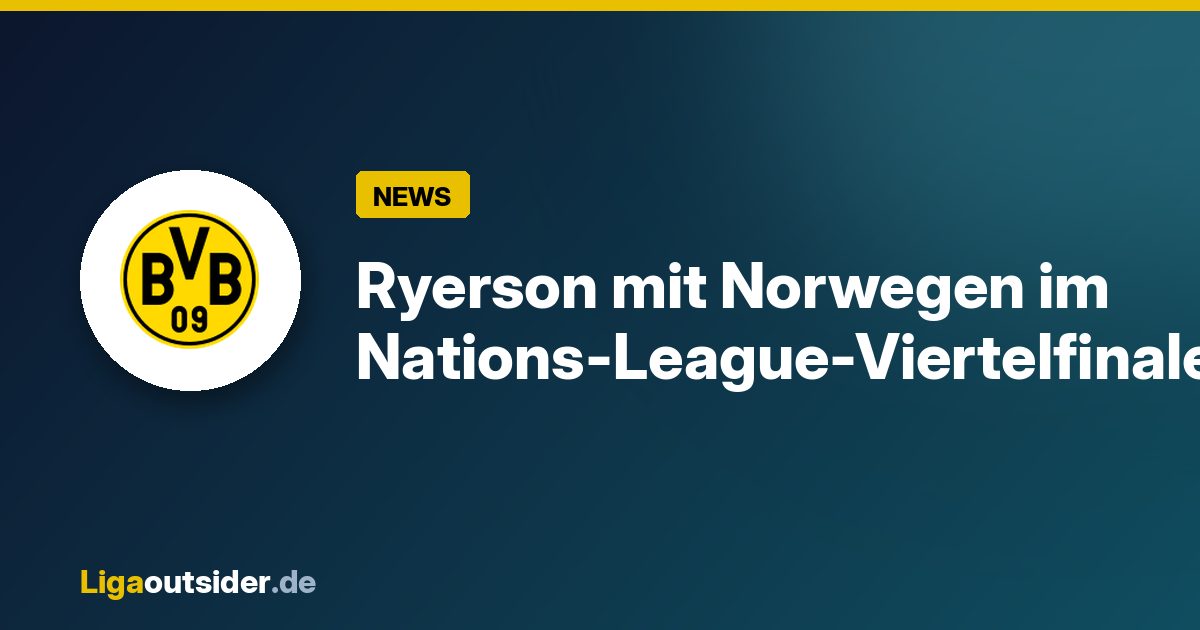 NEWS
BVB
09
Ryerson mit Norwegen im
Nations-League-Viertelfinale
Ligaoutsider.de